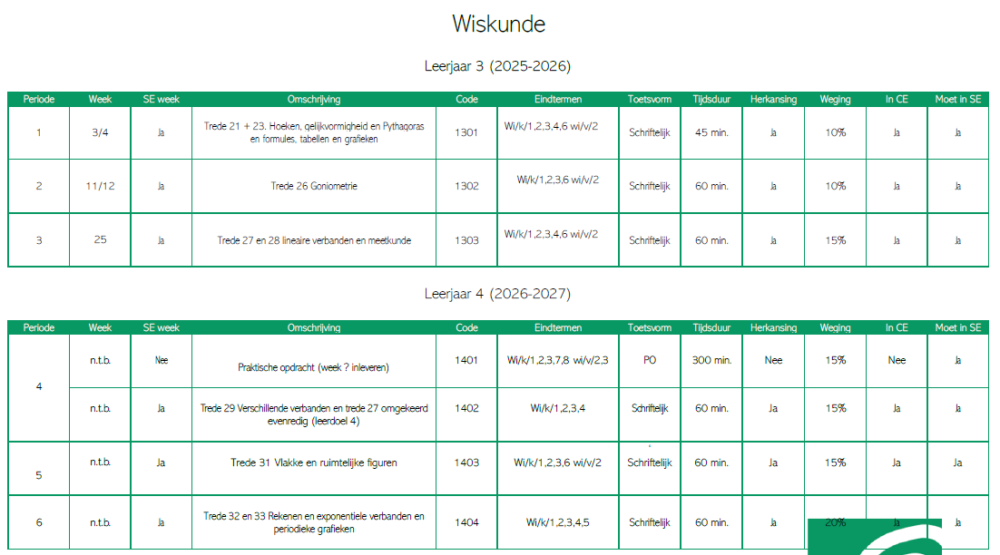 Wiskunde
Leerjaar 3 (2025-2026)
Periode Week SE week Omschrijving Code Eindtermen Toetsvorm Tijdsduur Herkansing Weging In CE Moet in SE
1 3/4 Ja Trede 21 + 23. Hoeken, gelijkvormigheid en Pythagoras en formules, tabellen en grafieken 1301 Wi/k/1,2,3,4,6 wi/v/2 Schriftelijk 45 min. Ja 10% Ja Ja
2 11/12 Ja Trede 26 Goniometrie 1302 Wi/k/1,2,3,6 wi/v/2 Schriftelijk 60 min. Ja 10% Ja Ja
3 25 Ja Trede 27 en 28 lineaire verbanden en meetkunde 1303 Wi/k/1,2,3,4,6 wi/v/2 Schriftelijk 60 min. Ja 15% Ja Ja
Leerjaar 4 (2026-2027)
Periode Week SE week Omschrijving Code Eindtermen Toetsvorm Tijdsduur Herkansing Weging In CE Moet in SE
4 n.t.b. Nee Praktische opdracht (week ? inleveren) 1401 Wi/k/1,2,3,7,8 wi/v/2,3 PO 300 min. Nee 15% Nee Ja
n.t.b. Ja Trede 29 Verschillende verbanden en trede 27 omgekeerd evenredig (leerdoel 4) 1402 Wi/k/1,2,3,4 Schriftelijk 60 min. Ja 15% Ja Ja
5 n.t.b. Ja Trede 31 Vlakke en ruimtelijke figuren 1403 Wi/k/1,2,3,6 wi/v/2 Schriftelijk 60 min. Ja 15% Ja Ja
6 n.t.b. Ja Trede 32 en 33 Rekenen en exponentiele verbanden en periodieke grafieken 1404 Wi/k/1,2,3,4,5 Schriftelijk 60 min. Ja 20% Ja Ja